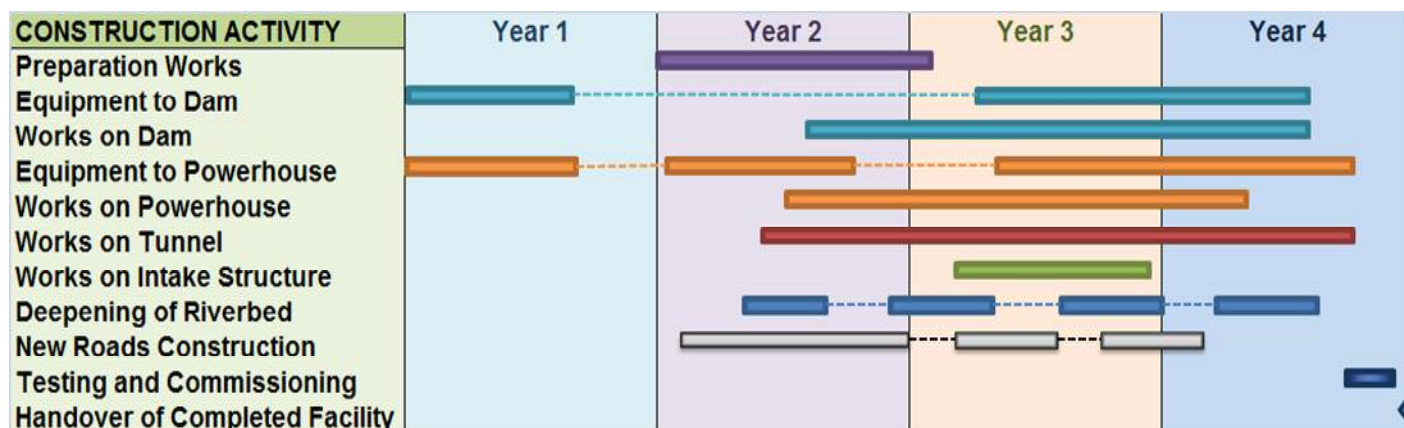 CONSTRUCTION ACTIVITY Year 1 Year 2 Year 3 Year 4
Preparation Works
Equipment to Dam
Works on Dam
Equipment to Powerhouse
Works on Powerhouse
Works on Tunnel
Works on Intake Structure
Deepening of Riverbed
New Roads Construction
Testing and Commissioning
Handover of Completed Facility